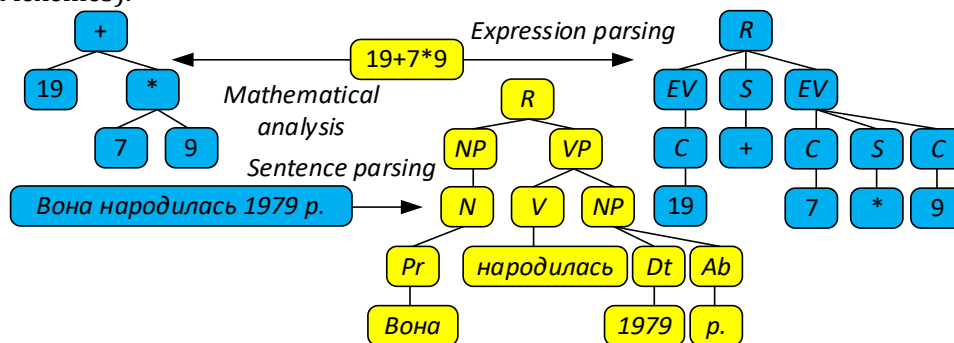 +
19+7*9
Expression parsing
R
19
*
Mathematical
analysis
R
EV
S
EV
7
9
NP
VP
C
+
C
S
C
Sentence parsing
Вона народилась 1979 р.
N
V
NP
19
7
*
9
Pr
народилась
Dt
Ab
Вона
1979
р.